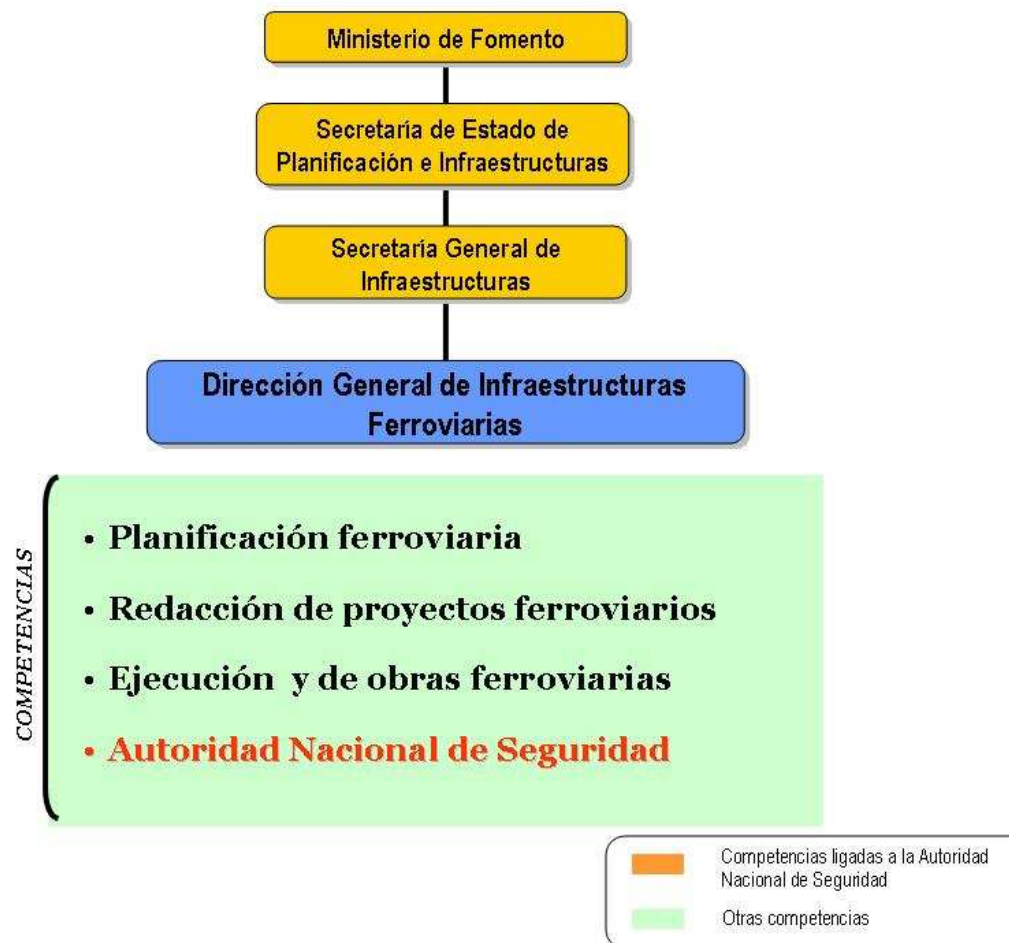 Ministerio de Fomento
Secretaría de Estado de
Planificación e Infraestructuras
Secretaría General de
Infraestructuras
Dirección General de Infraestructuras
Ferroviarias
COMPETENCIAS
• Planificación ferroviaria
• Redacción de proyectos ferroviarios
• Ejecución y de obras ferroviarias
• Autoridad Nacional de Seguridad
Competencias ligadas a la Autoridad
Nacional de Seguridad
Otras competencias